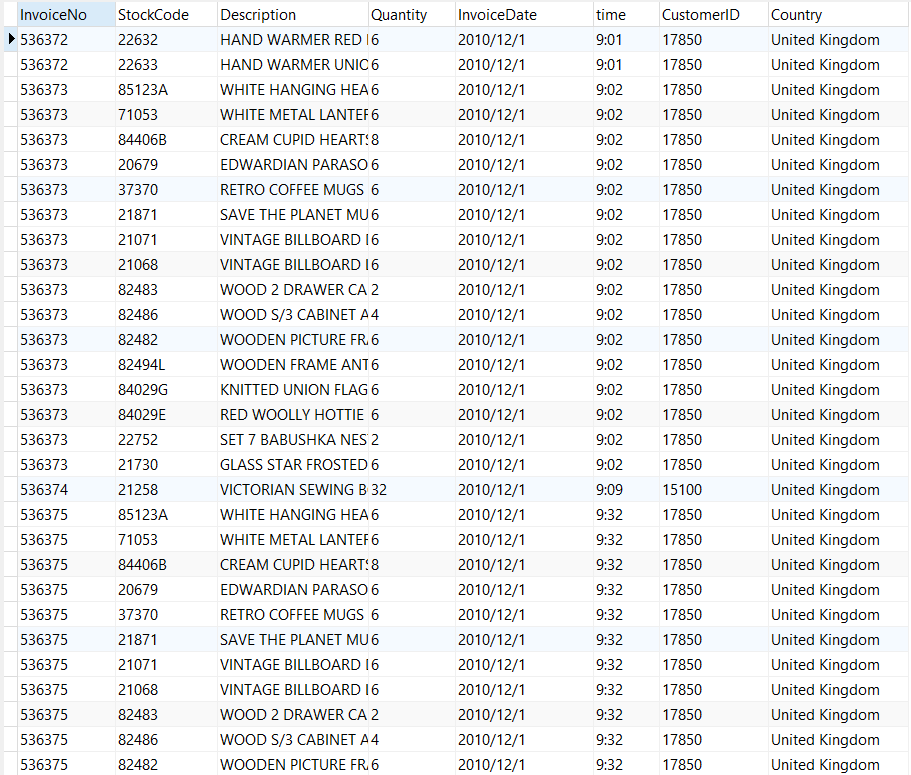 InvoiceNo StockCode Description Quantity InvoiceDate time CustomerID Country
536372 22632 HAND WARMER RED 6 2010/12/1 9:01 17850 United Kingdom
536372 22633 HAND WARMER UNIC 6 2010/12/1 9:01 17850 United Kingdom
536373 85123A WHITE HANGING HEA 6 2010/12/1 9:02 17850 United Kingdom
536373 71053 WHITE METAL LANTER 6 2010/12/1 9:02 17850 United Kingdom
536373 84406B CREAM CUPID HEARTS 8 2010/12/1 9:02 17850 United Kingdom
536373 20679 EDWARDIAN PARASO 6 2010/12/1 9:02 17850 United Kingdom
536373 37370 RETRO COFFEE MUGS 6 2010/12/1 9:02 17850 United Kingdom
536373 21871 SAVE THE PLANET MU 6 2010/12/1 9:02 17850 United Kingdom
536373 21071 VINTAGE BILLBOARD 6 2010/12/1 9:02 17850 United Kingdom
536373 21068 VINTAGE BILLBOARD 6 2010/12/1 9:02 17850 United Kingdom
536373 82483 WOOD 2 DRAWER CA 2 2010/12/1 9:02 17850 United Kingdom
536373 82486 WOOD S/3 CABINET A 4 2010/12/1 9:02 17850 United Kingdom
536373 82482 WOODEN PICTURE FRA 6 2010/12/1 9:02 17850 United Kingdom
536373 82494L WOODEN FRAME ANT 6 2010/12/1 9:02 17850 United Kingdom
536373 84029G KNITTED UNION FLAG 6 2010/12/1 9:02 17850 United Kingdom
536373 84029E RED WOOLLY HOTTIE 6 2010/12/1 9:02 17850 United Kingdom
536373 22752 SET 7 BABUSHKA NES 2 2010/12/1 9:02 17850 United Kingdom
536373 21730 GLASS STAR FROSTED 6 2010/12/1 9:02 17850 United Kingdom
536374 21258 VICTORIAN SEWING B 32 2010/12/1 9:09 15100 United Kingdom
536375 85123A WHITE HANGING HEA 6 2010/12/1 9:32 17850 United Kingdom
536375 71053 WHITE METAL LANTER 6 2010/12/1 9:32 17850 United Kingdom
536375 84406B CREAM CUPID HEARTS 8 2010/12/1 9:32 17850 United Kingdom
536375 20679 EDWARDIAN PARASO 6 2010/12/1 9:32 17850 United Kingdom
536375 37370 RETRO COFFEE MUGS 6 2010/12/1 9:32 17850 United Kingdom
536375 21871 SAVE THE PLANET MU 6 2010/12/1 9:32 17850 United Kingdom
536375 21071 VINTAGE BILLBOARD 6 2010/12/1 9:32 17850 United Kingdom
536375 21068 VINTAGE BILLBOARD 6 2010/12/1 9:32 17850 United Kingdom
536375 82483 WOOD 2 DRAWER CA 2 2010/12/1 9:32 17850 United Kingdom
536375 82486 WOOD S/3 CABINET A 4 2010/12/1 9:32 17850 United Kingdom
536375 82482 WOODEN PICTURE FRA 6 2010/12/1 9:32 17850 United Kingdom